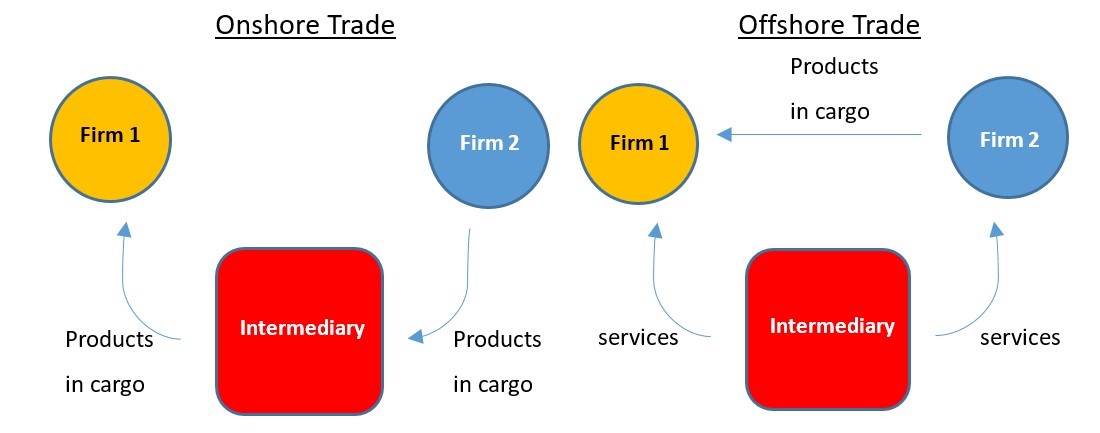 Onshore Trade
Firm 1
Firm 2
Intermediary
Products
in cargo
Products
in cargo
Offshore Trade
Products
in cargo
Firm 1
Firm 2
Intermediary
services
services